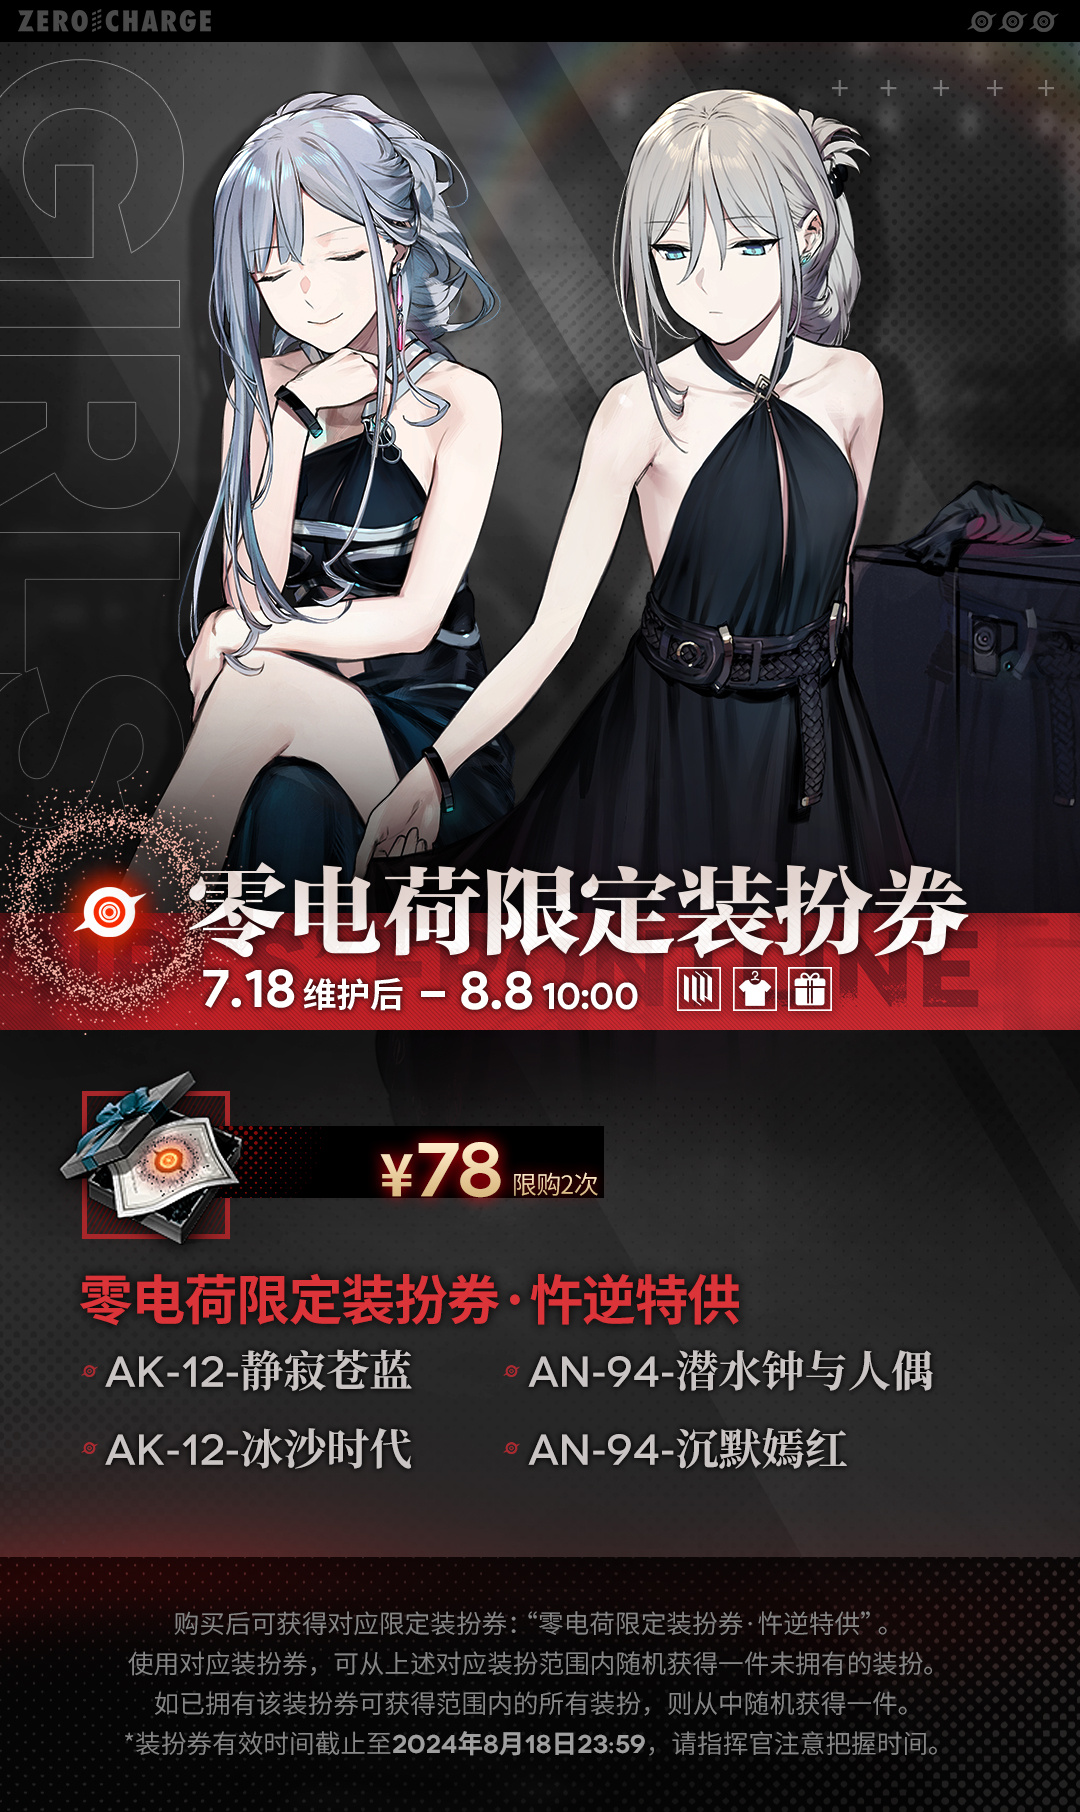 ZERO CHARGE
GIRLS'
FRONTLINE
零电荷限定装扮券
7.18 维护后 – 8.8 10:00
¥78 限购2次
零电荷限定装扮券·忤逆特供
AK-12-静寂苍蓝
AN-94-潜水钟与人偶
AK-12-冰沙时代
AN-94-沉默嫣红
购买后可获得对应限定装扮券：“零电荷限定装扮券·忤逆特供”。
使用对应装扮券，可从上述对应装扮范围内随机获得一件未拥有的装扮。
如已拥有该装扮券可获得范围内的所有装扮，则从中随机获得一件。
*装扮券有效时间截止至2024年8月18日23:59，请指挥官注意把握时间。